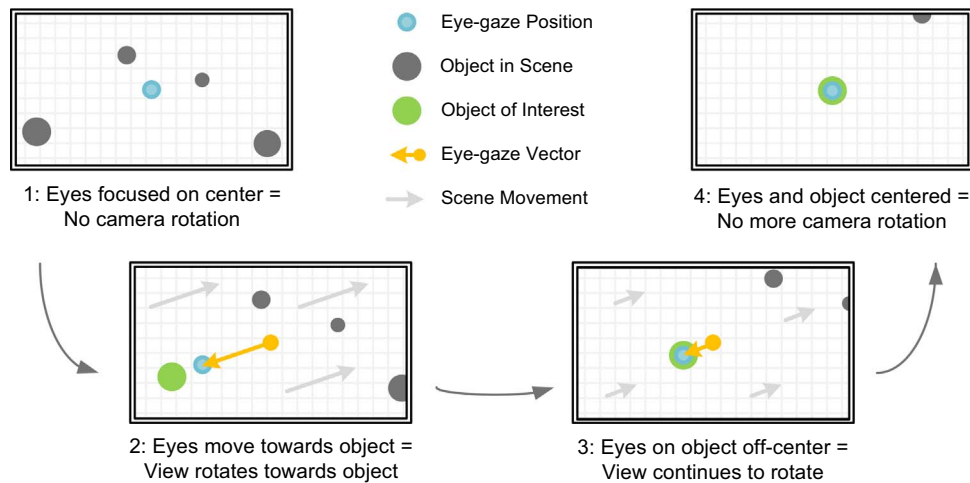 Eye-gaze Position
Object in Scene
Object of Interest
Eye-gaze Vector
Scene Movement
1: Eyes focused on center =
No camera rotation
4: Eyes and object centered =
No more camera rotation
2: Eyes move towards object =
View rotates towards object
3: Eyes on object off-center =
View continues to rotate